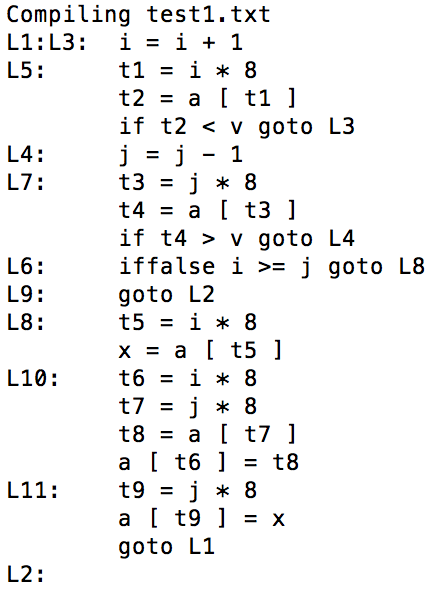 Compiling test1.txt
L1:L3:  i = i + 1
L5:     t1 = i * 8
        t2 = a [ t1 ]
        if t2 < v goto L3
L4:     j = j - 1
L7:     t3 = j * 8
        t4 = a [ t3 ]
        if t4 > v goto L4
L6:     iffalse i >= j goto L8
L9:     goto L2
L8:     t5 = i * 8
        x = a [ t5 ]
L10:    t6 = i * 8
        t7 = j * 8
        t8 = a [ t7 ]
        a [ t6 ] = t8
L11:    t9 = j * 8
        a [ t9 ] = x
        goto L1
L2: